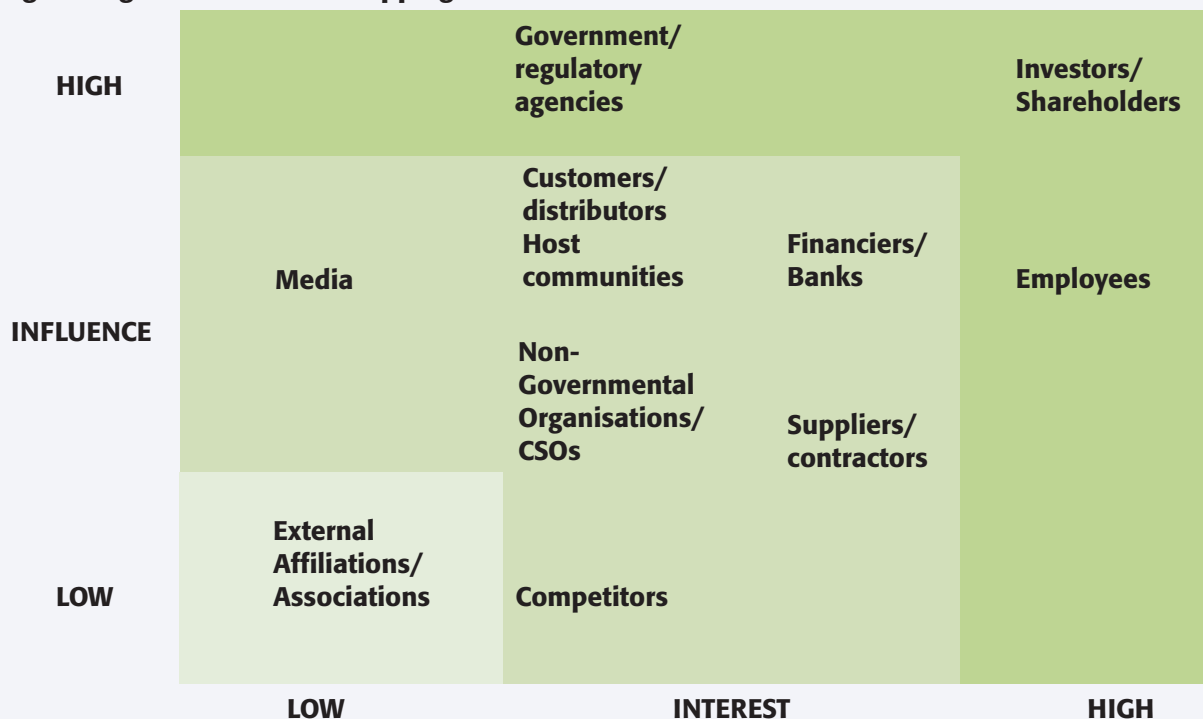 HIGH
Government/
regulatory
agencies
Investors/
Shareholders
Customers/
distributors
Host
communities
Financiers/
Banks
Media
Employees
INFLUENCE
Non-
Governmental
Organisations/
CSOs
Suppliers/
contractors
External
Affiliations/
Associations
LOW
Competitors
LOW
INTEREST
HIGH